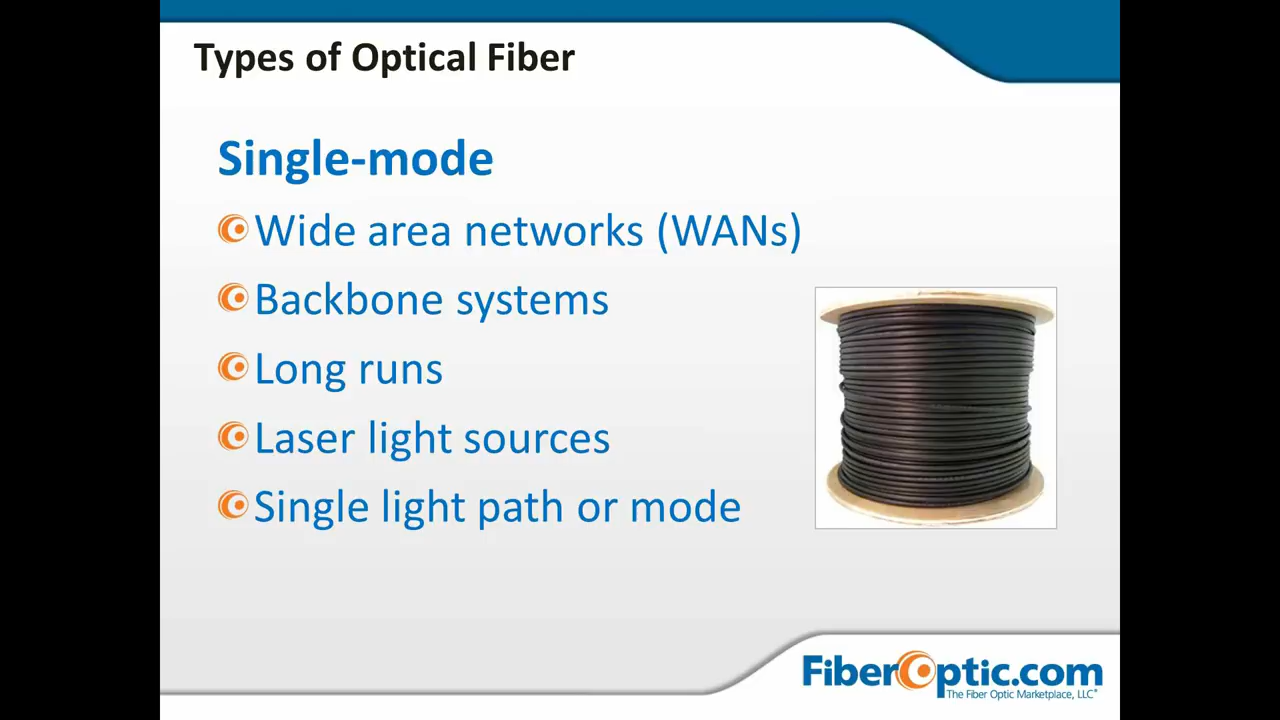 Types of Optical Fiber
Single-mode
Wide area networks (WANs)
Backbone systems
Long runs
Laser light sources
Single light path or mode
FiberOptic.com
The Fiber Optic Marketplace, LLC®